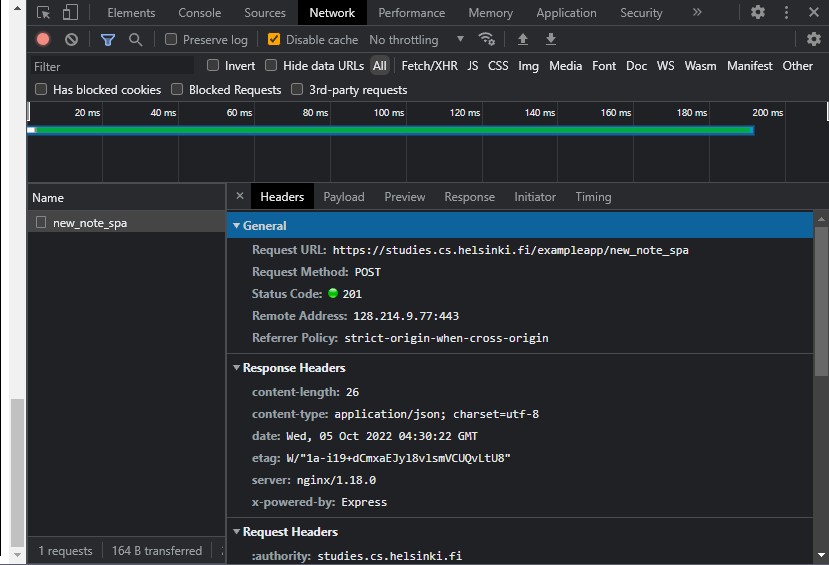 Elements Console Sources Network Performance Memory Application Security »
Preserve log Disable cache No throttling
Filter Invert Hide data URLs All Fetch/XHR JS CSS Img Media Font Doc WS Wasm Manifest Other
Has blocked cookies Blocked Requests 3rd-party requests
20 ms 40 ms 60 ms 80 ms 100 ms 120 ms 140 ms 160 ms 180 ms 200 ms
Name
new_note_spa
× Headers Payload Preview Response Initiator Timing
General
Request URL: https://studies.cs.helsinki.fi/exampleapp/new_note_spa
Request Method: POST
Status Code: 201
Remote Address: 128.214.9.77:443
Referrer Policy: strict-origin-when-cross-origin
Response Headers
content-length: 26
content-type: application/json; charset=utf-8
date: Wed, 05 Oct 2022 04:30:22 GMT
etag: W/"1a-i19+dCmxaEJyl8vlsmVCUQvLtU8"
server: nginx/1.18.0
x-powered-by: Express
Request Headers
:authority: studies.cs.helsinki.fi
1 requests 164 B transferred